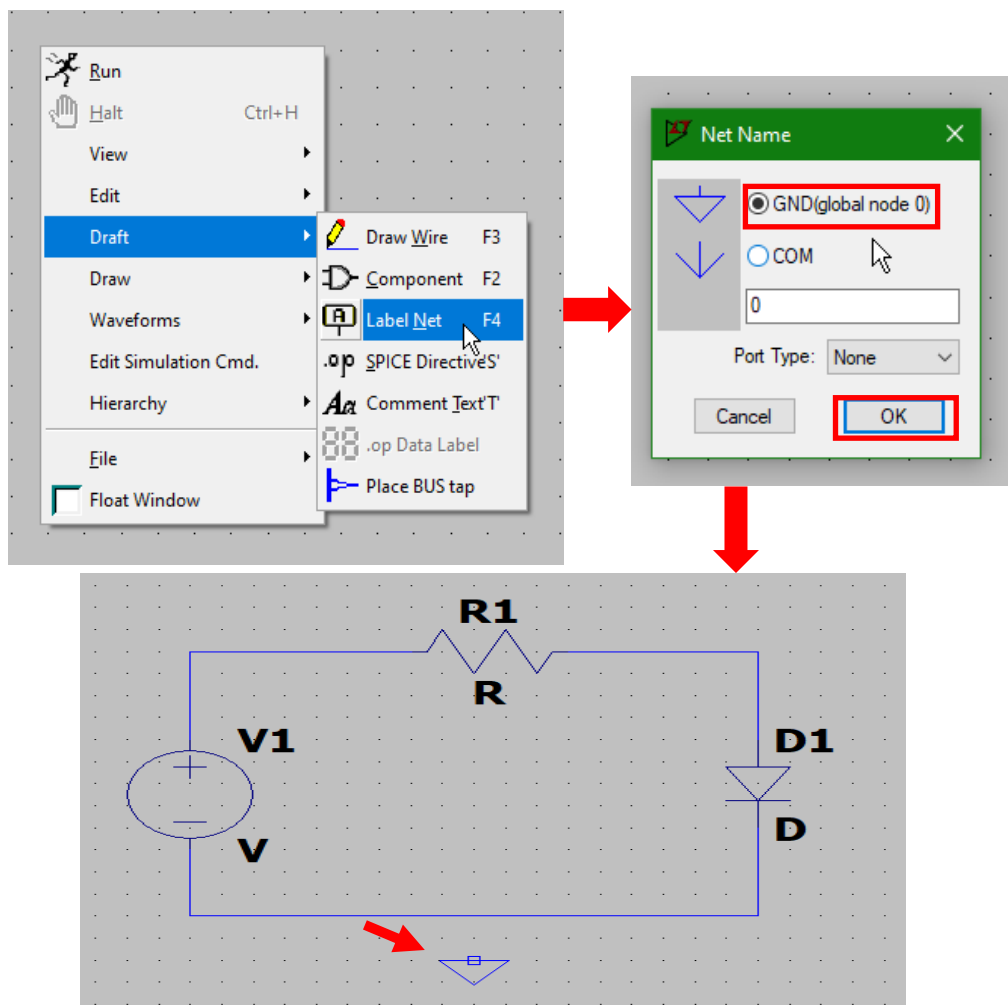 Run
Halt Ctrl+H
View
Edit
Draft
Draw
Waveforms
Edit Simulation Cmd.
Hierarchy
File
Float Window
Draw Wire F3
Component F2
Label Net F4
.op SPICE Directive'S'
Aa Comment Text'T'
.op Data Label
Place BUS tap
Net Name
GND(global node 0)
COM
0
Port Type: None
Cancel OK
R1
R
V1
V
D1
D